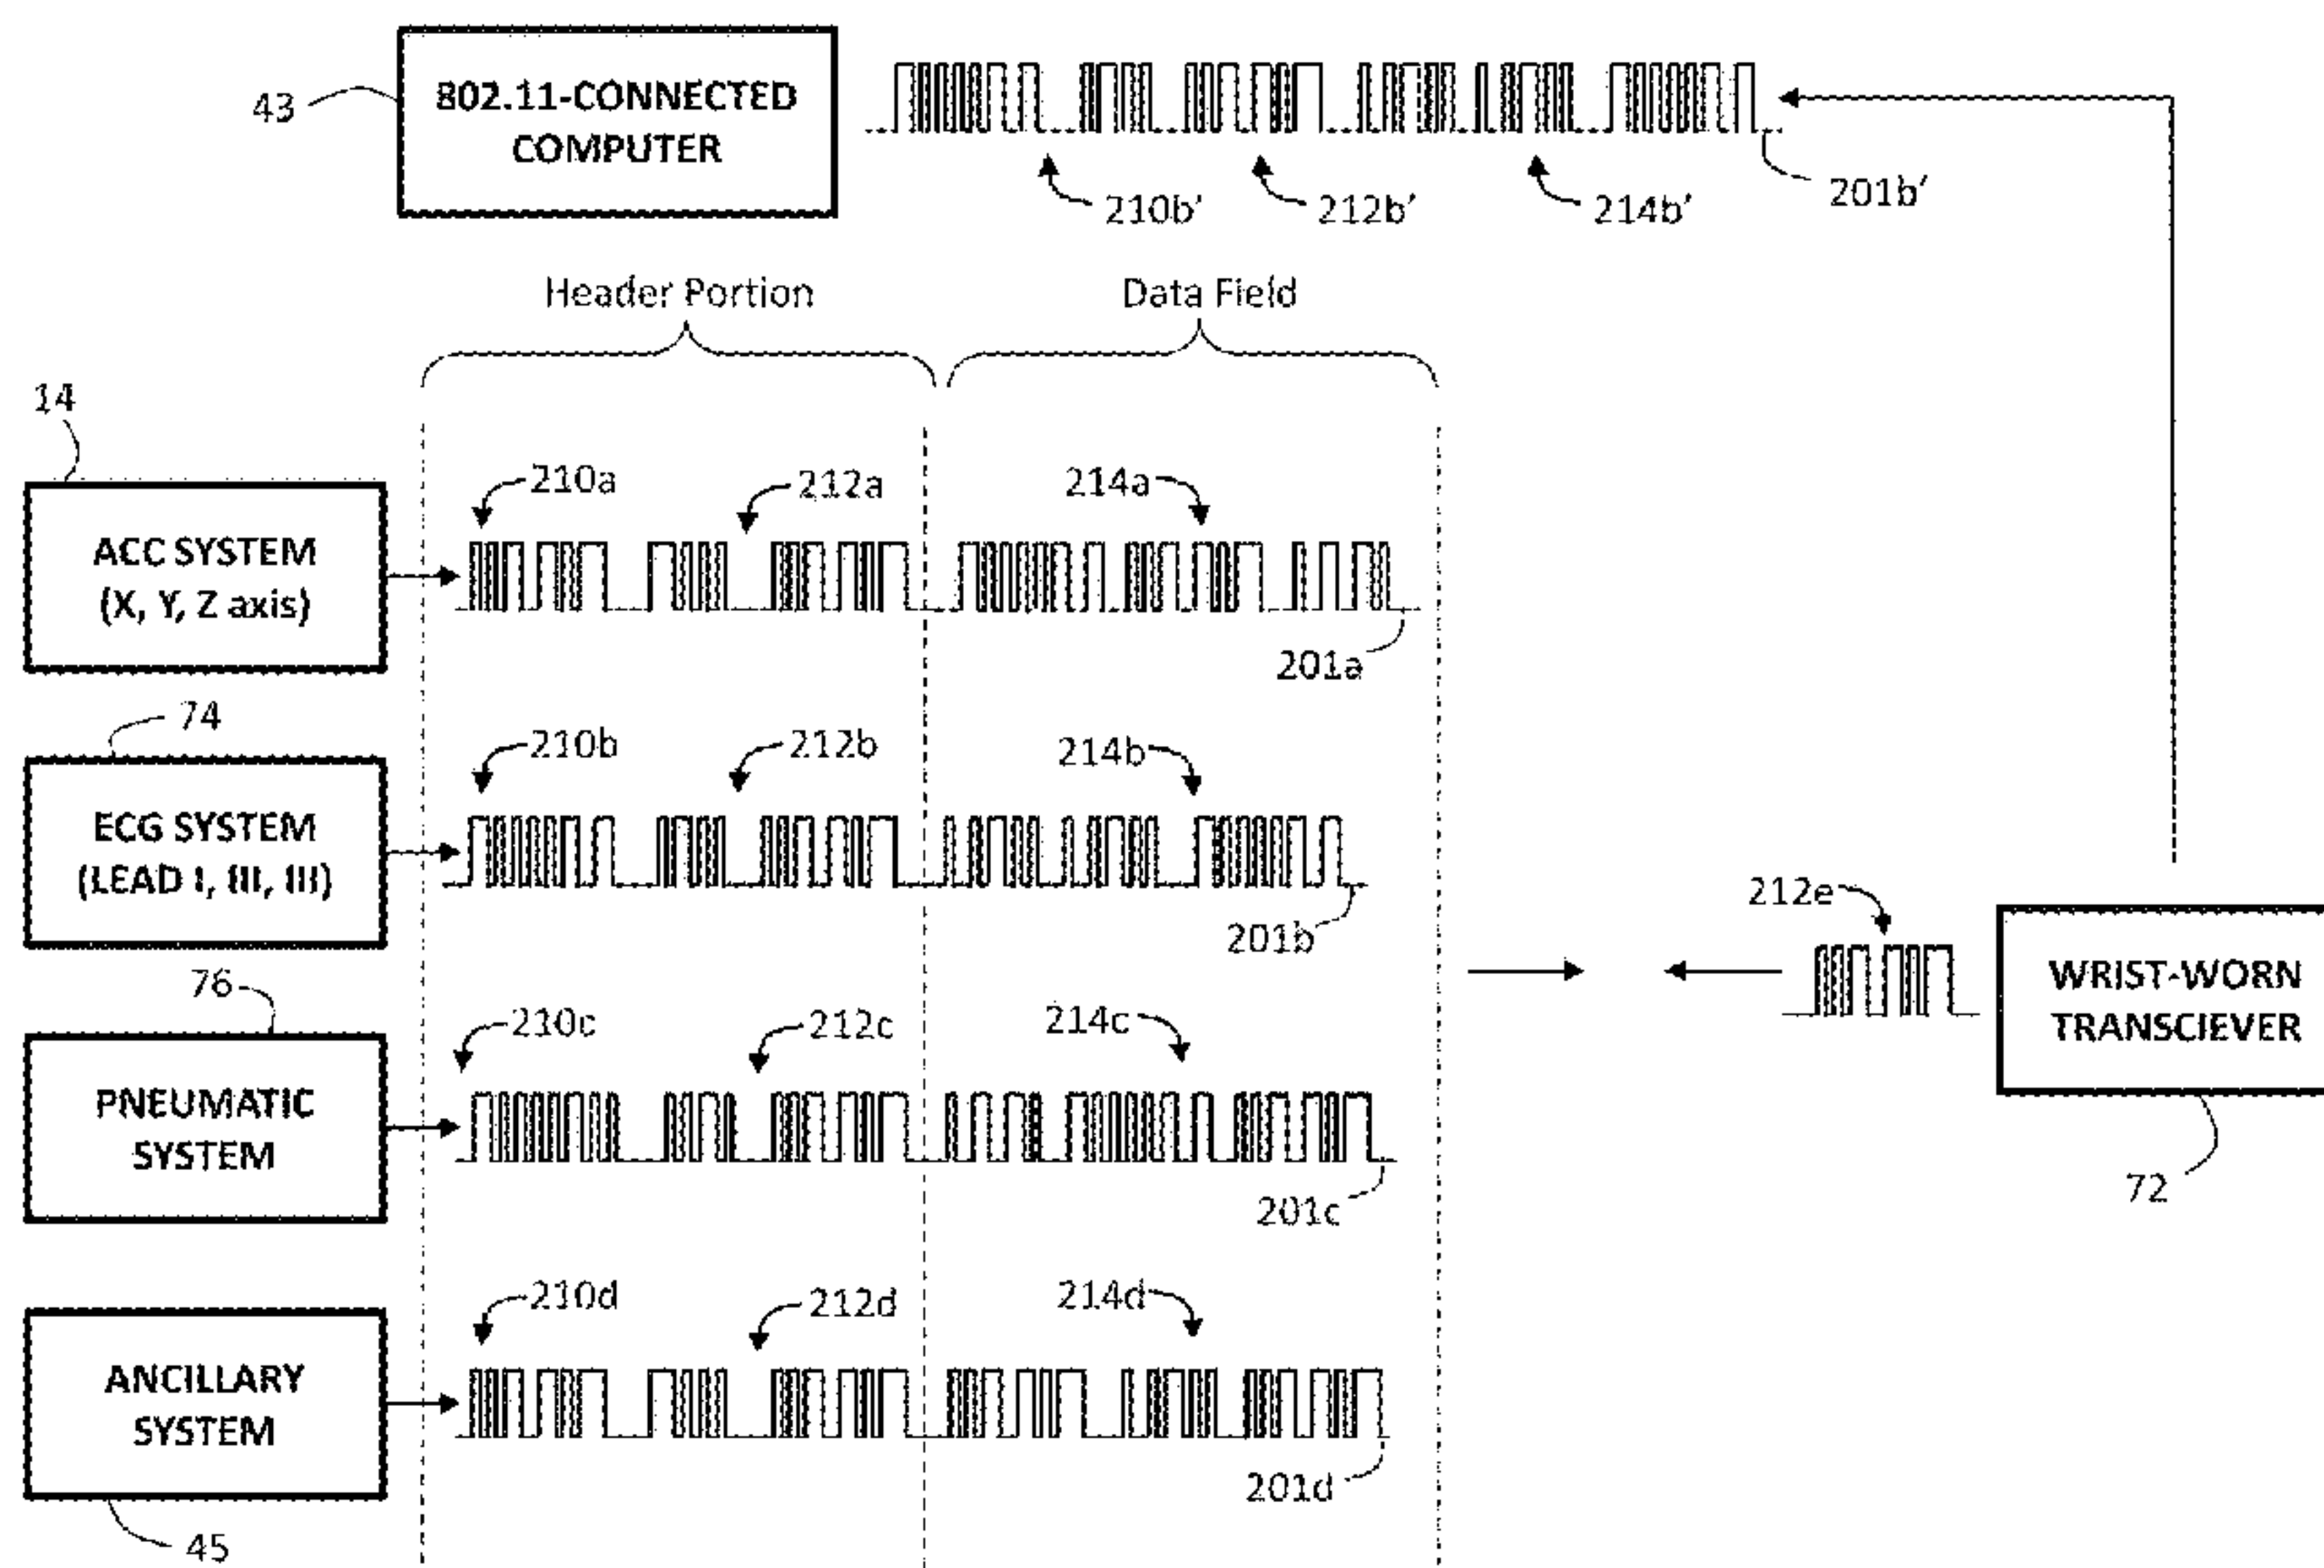 802.11-CONNECTED
COMPUTER
43
210b’
212b’
214b’
201b’
Header Portion
Data Field
14
ACC SYSTEM
(X, Y, Z axis)
210a
212a
214a
201a
74
ECG SYSTEM
(LEAD I, III, III)
210b
212b
214b
201b
76
PNEUMATIC
SYSTEM
210c
212c
214c
201c
ANCILLARY
SYSTEM
210d
212d
214d
201d
45
212e
WRIST-WORN
TRANSCIEVER
72